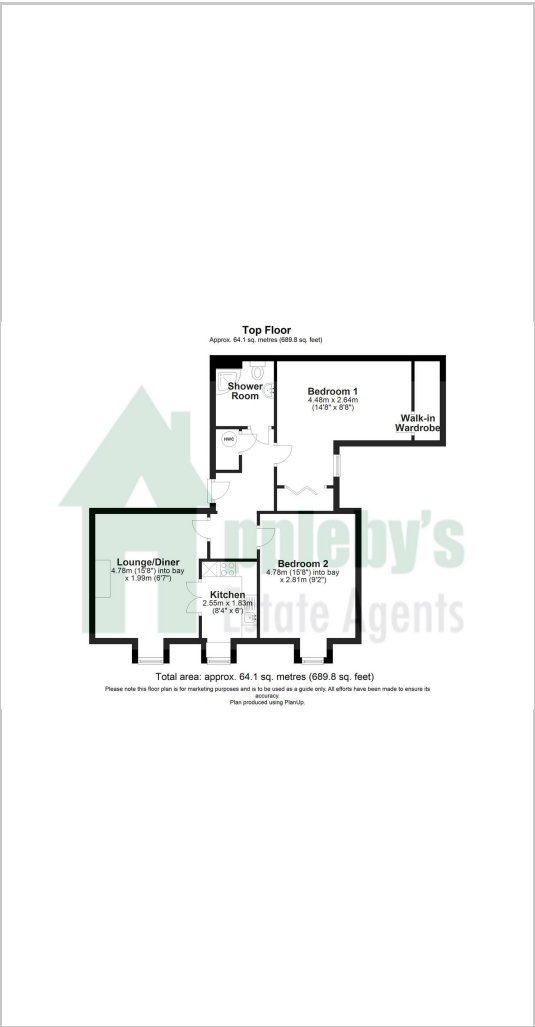 Top Floor
Approx. 64.1 sq. metres (689.8 sq. feet)
Shower
Room
Bedroom 1
4.48m x 2.64m
(14'8" x 8'8")
Walk-in
Wardrobe
HWC
Lounge/Diner
4.78m (15'8") into bay
x 1.99m (6'7")
Kitchen
2.55m x 1.83m
(8'4" x 6')
Bedroom 2
4.78m (15'8") into bay
x 2.81m (9'2")
Appleby's
Estate Agents
Total area: approx. 64.1 sq. metres (689.8 sq. feet)
Please note this floor plan is for marketing purposes and is to be used as a guide only. All efforts have been made to ensure its
accuracy.
Plan produced using PlanUp.